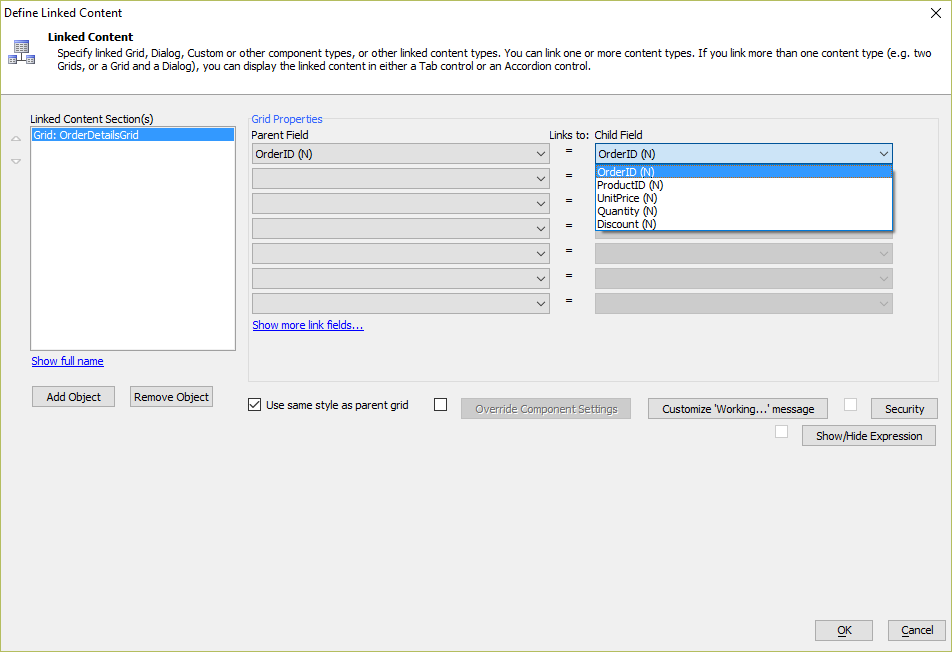 Define Linked Content
Linked Content
Specify linked Grid, Dialog, Custom or other component types, or other linked content types. You can link one or more content types. If you link more than one content type (e.g. two
Grids, or a Grid and a Dialog), you can display the linked content in either a Tab control or an Accordion control.
Linked Content Section(s)
Grid: OrderDetailsGrid
Show full name
Add Object
Remove Object
Grid Properties
Parent Field
Links to:
Child Field
OrderID (N)
=
OrderID (N)
=
=
=
=
=
=
OrderID (N)
ProductID (N)
UnitPrice (N)
Quantity (N)
Discount (N)
Show more link fields...
Use same style as parent grid
Override Component Settings
Customize 'Working...' message
Security
Show/Hide Expression
OK
Cancel